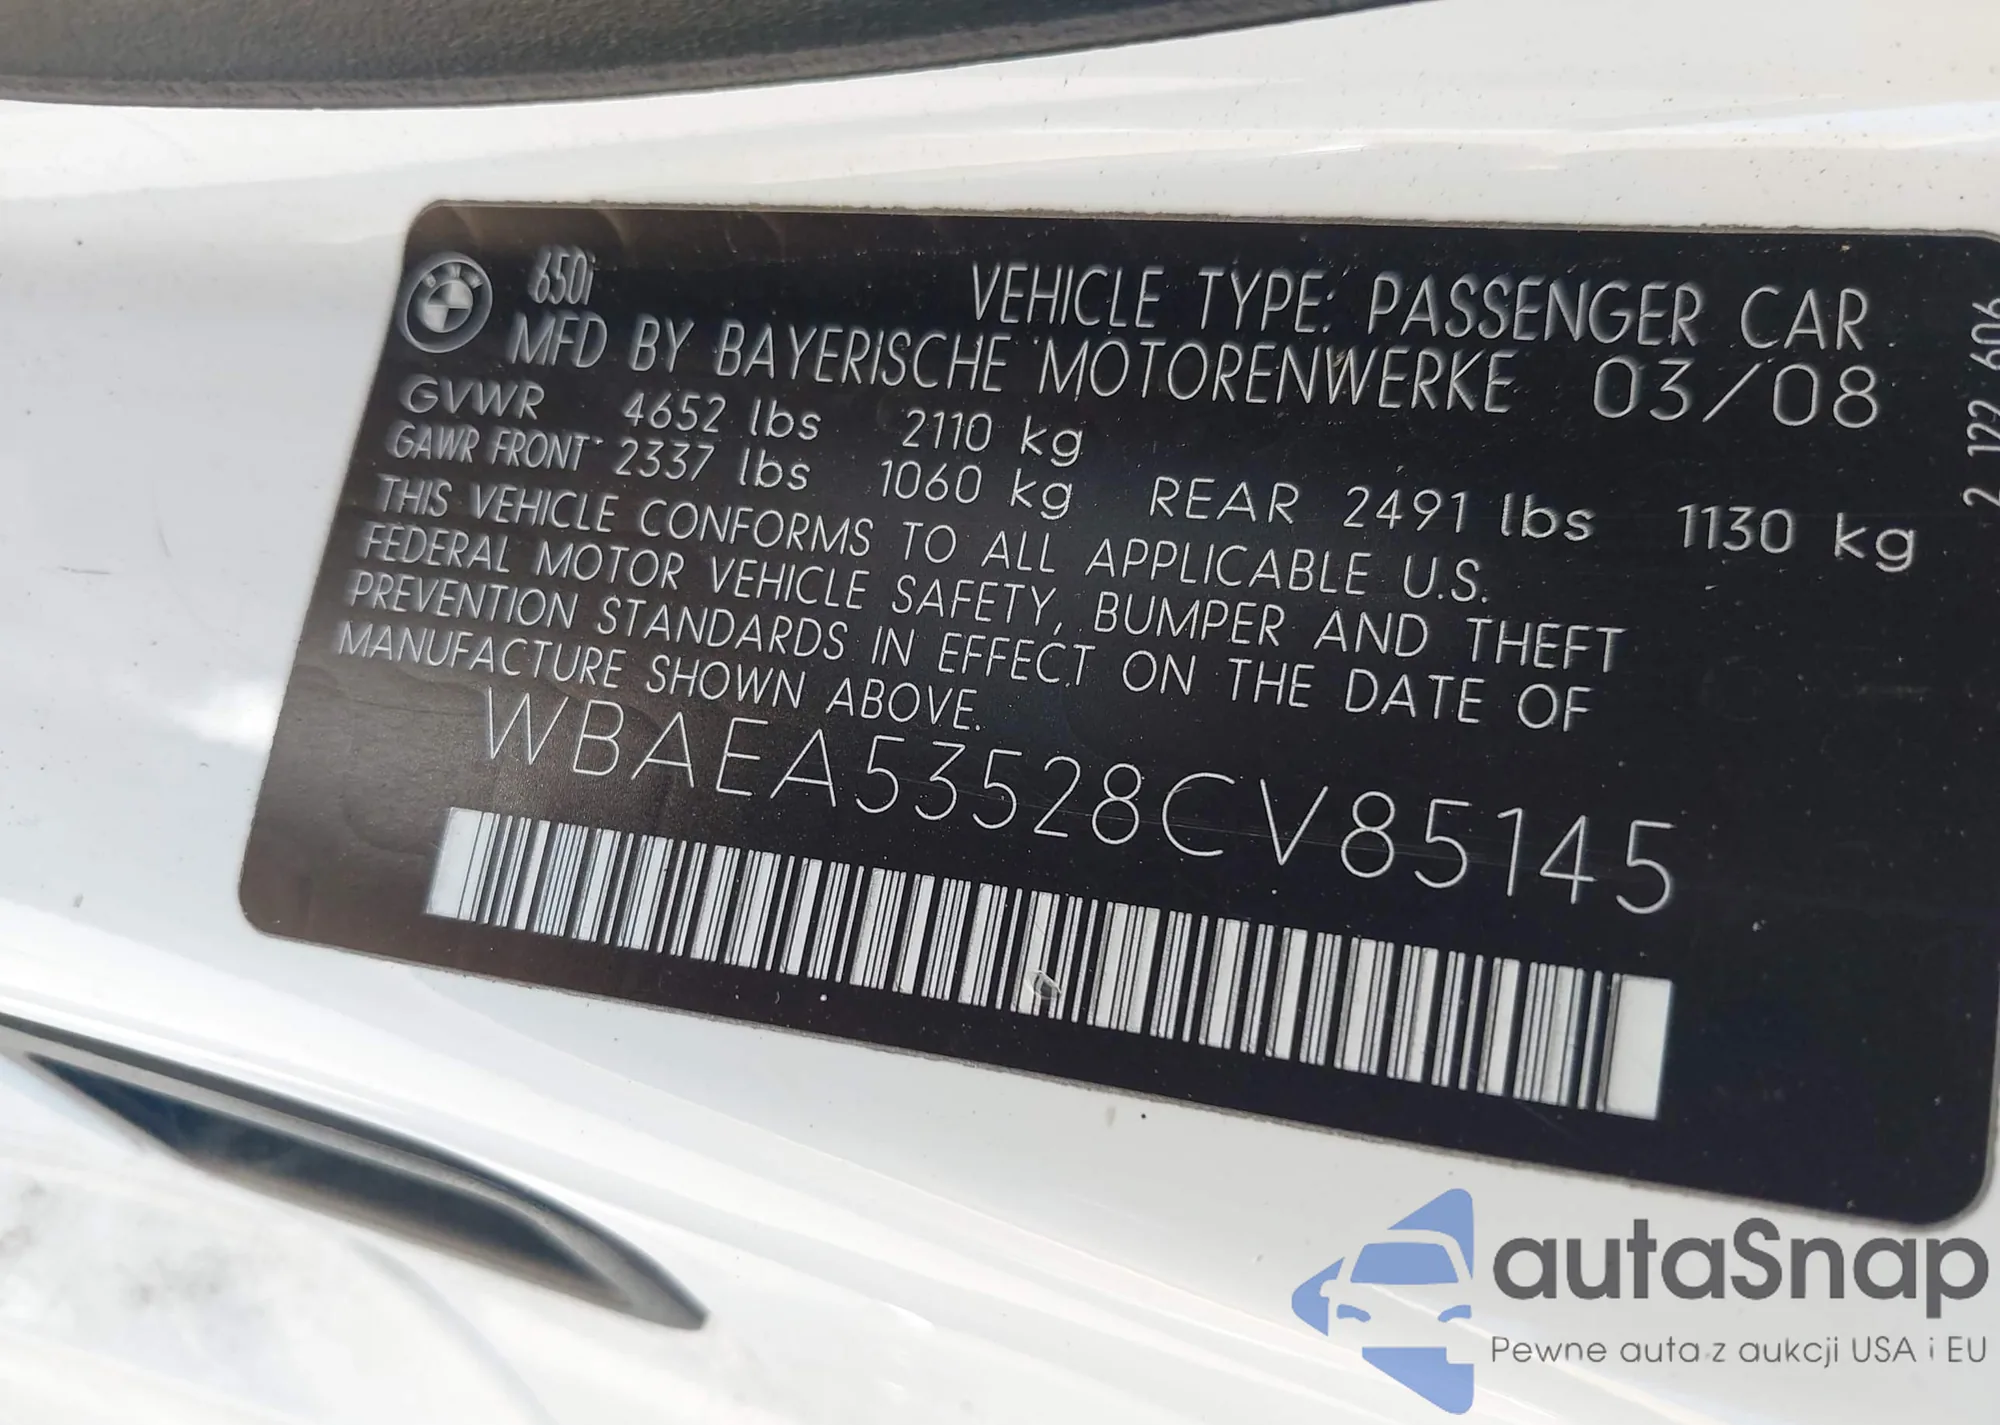 650i
VEHICLE TYPE: PASSENGER CAR
MFD BY BAYERISCHE MOTORENWERKE 03/08
GVWR 4652 lbs 2110 kg
GAWR FRONT 2337 lbs 1060 kg REAR 2491 lbs 1130 kg
THIS VEHICLE CONFORMS TO ALL APPLICABLE U.S.
FEDERAL MOTOR VEHICLE SAFETY, BUMPER AND THEFT
PREVENTION STANDARDS IN EFFECT ON THE DATE OF
MANUFACTURE SHOWN ABOVE.
WBAEA53528CV85145
2 122 606
autaSnap
Pewne auta z aukcji USA i EU